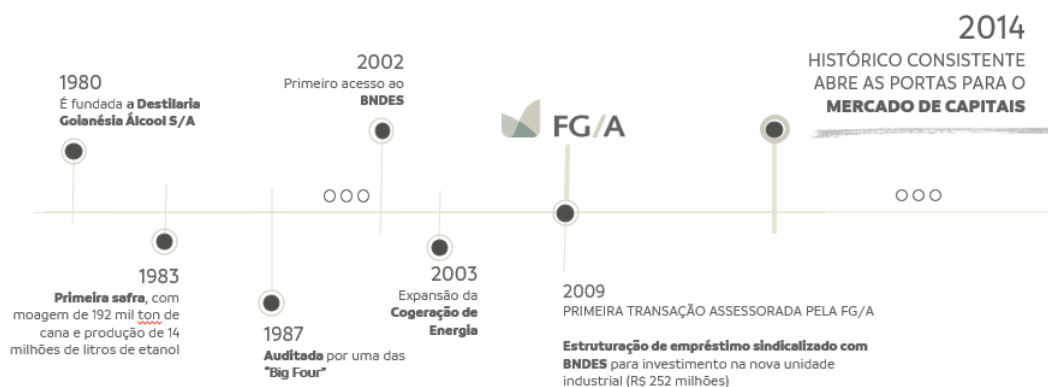 1980
É fundada a Destilaria
Goianésia Álcool S/A
1983
Primeira safra, com
moagem de 192 mil ton de
cana e produção de 14
milhões de litros de etanol
1987
Auditada por uma das
"Big Four"
2002
Primeiro acesso ao
BNDES
2003
Expansão da
Cogeração de
Energia
FG/A
2009
PRIMEIRA TRANSAÇÃO ASSESSORADA PELA FG/A
Estruturação de empréstimo sindicalizado com
BNDES para investimento na nova unidade
industrial (R$ 252 milhões)
2014
HISTÓRICO CONSISTENTE
ABRE AS PORTAS PARA O
MERCADO DE CAPITAIS